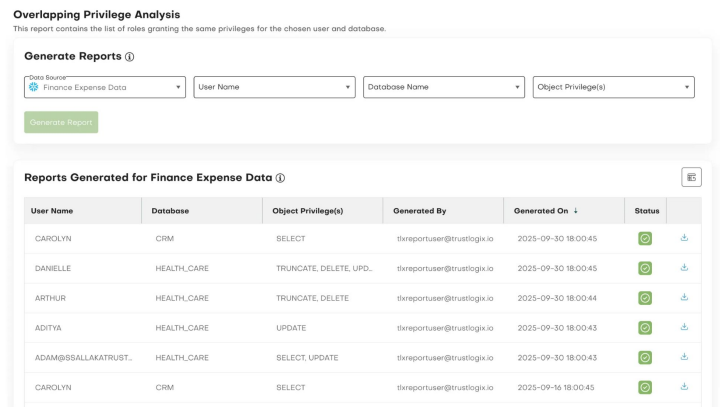 Overlapping Privilege Analysis
This report contains the list of roles granting the same privileges for the chosen user and database.
Generate Reports
Data Source
Finance Expense Data User Name Database Name Object Privilege(s)
Generate Report
Reports Generated for Finance Expense Data
User Name Database Object Privilege(s) Generated By Generated On ↓ Status
CAROLYN CRM SELECT tlxreportuser@trustlogix.io 2025-09-30 18:00:45
DANIELLE HEALTH_CARE TRUNCATE, DELETE, UPD... tlxreportuser@trustlogix.io 2025-09-30 18:00:45
ARTHUR HEALTH_CARE TRUNCATE, DELETE tlxreportuser@trustlogix.io 2025-09-30 18:00:44
ADITYA HEALTH_CARE UPDATE tlxreportuser@trustlogix.io 2025-09-30 18:00:43
ADAM@SSALLAKATRUST... HEALTH_CARE SELECT, UPDATE tlxreportuser@trustlogix.io 2025-09-30 18:00:43
CAROLYN CRM SELECT tlxreportuser@trustlogix.io 2025-09-16 18:00:45